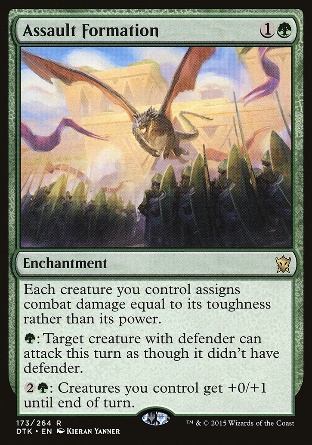 Assault Formation 1
Enchantment
Each creature you control assigns
combat damage equal to its toughness
rather than its power.
: Target creature with defender can
attack this turn as though it didn't have
defender.
2 : Creatures you control get +0/+1
until end of turn.
173/264 R
DTK • EN Kieran Yanner ™ & © 2015 Wizards of the Coast